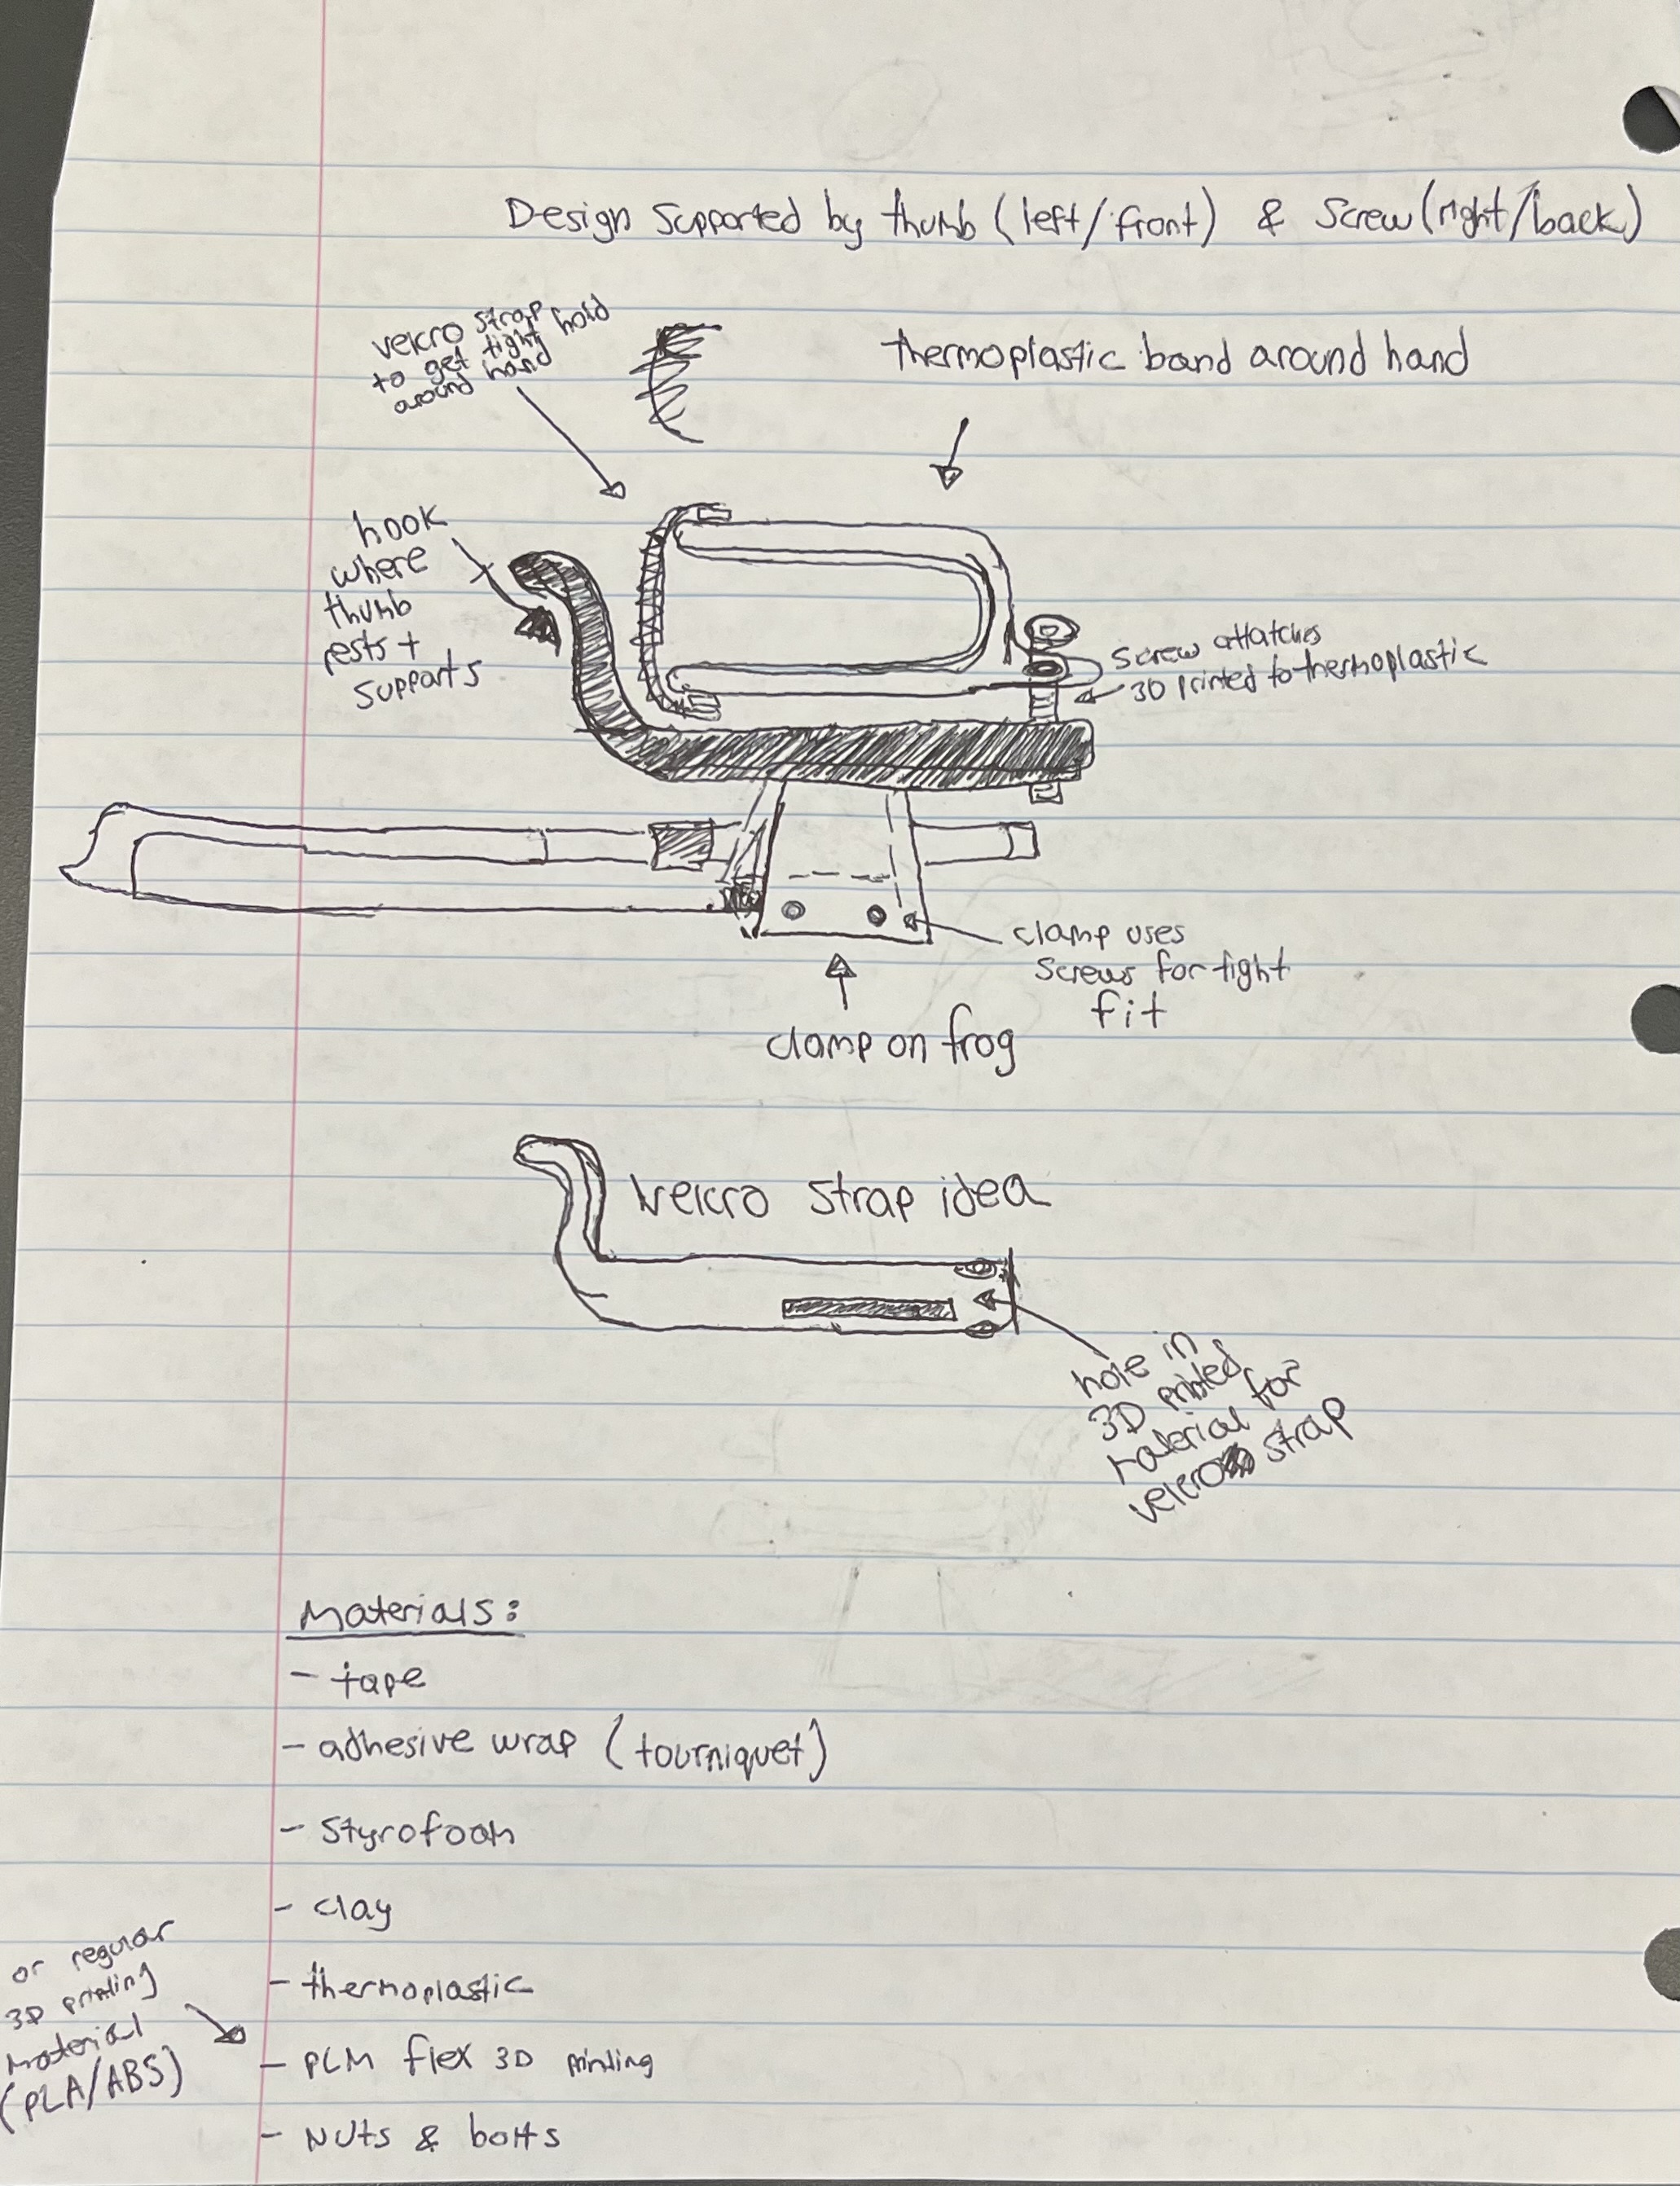 Design Supported by thumb (left/front) & Screw (right/back)
velcro strap
to get tight hold
around hand
thermoplastic band around hand
hook
where
thumb
rests +
supports
Screw attatches
3D printed to thermoplastic
clamp uses
Screws for tight
fit
clamp on frog
Velcro strap idea
hole in
3D printed
material for
velcro strap
Materials:
- tape
- adhesive wrap (tourniquet)
- Styrofoam
- clay
- thermoplastic
or regular
3D printing
Material
(PLA/ABS)
- PLM flex 3D printing
- Nuts & bolts